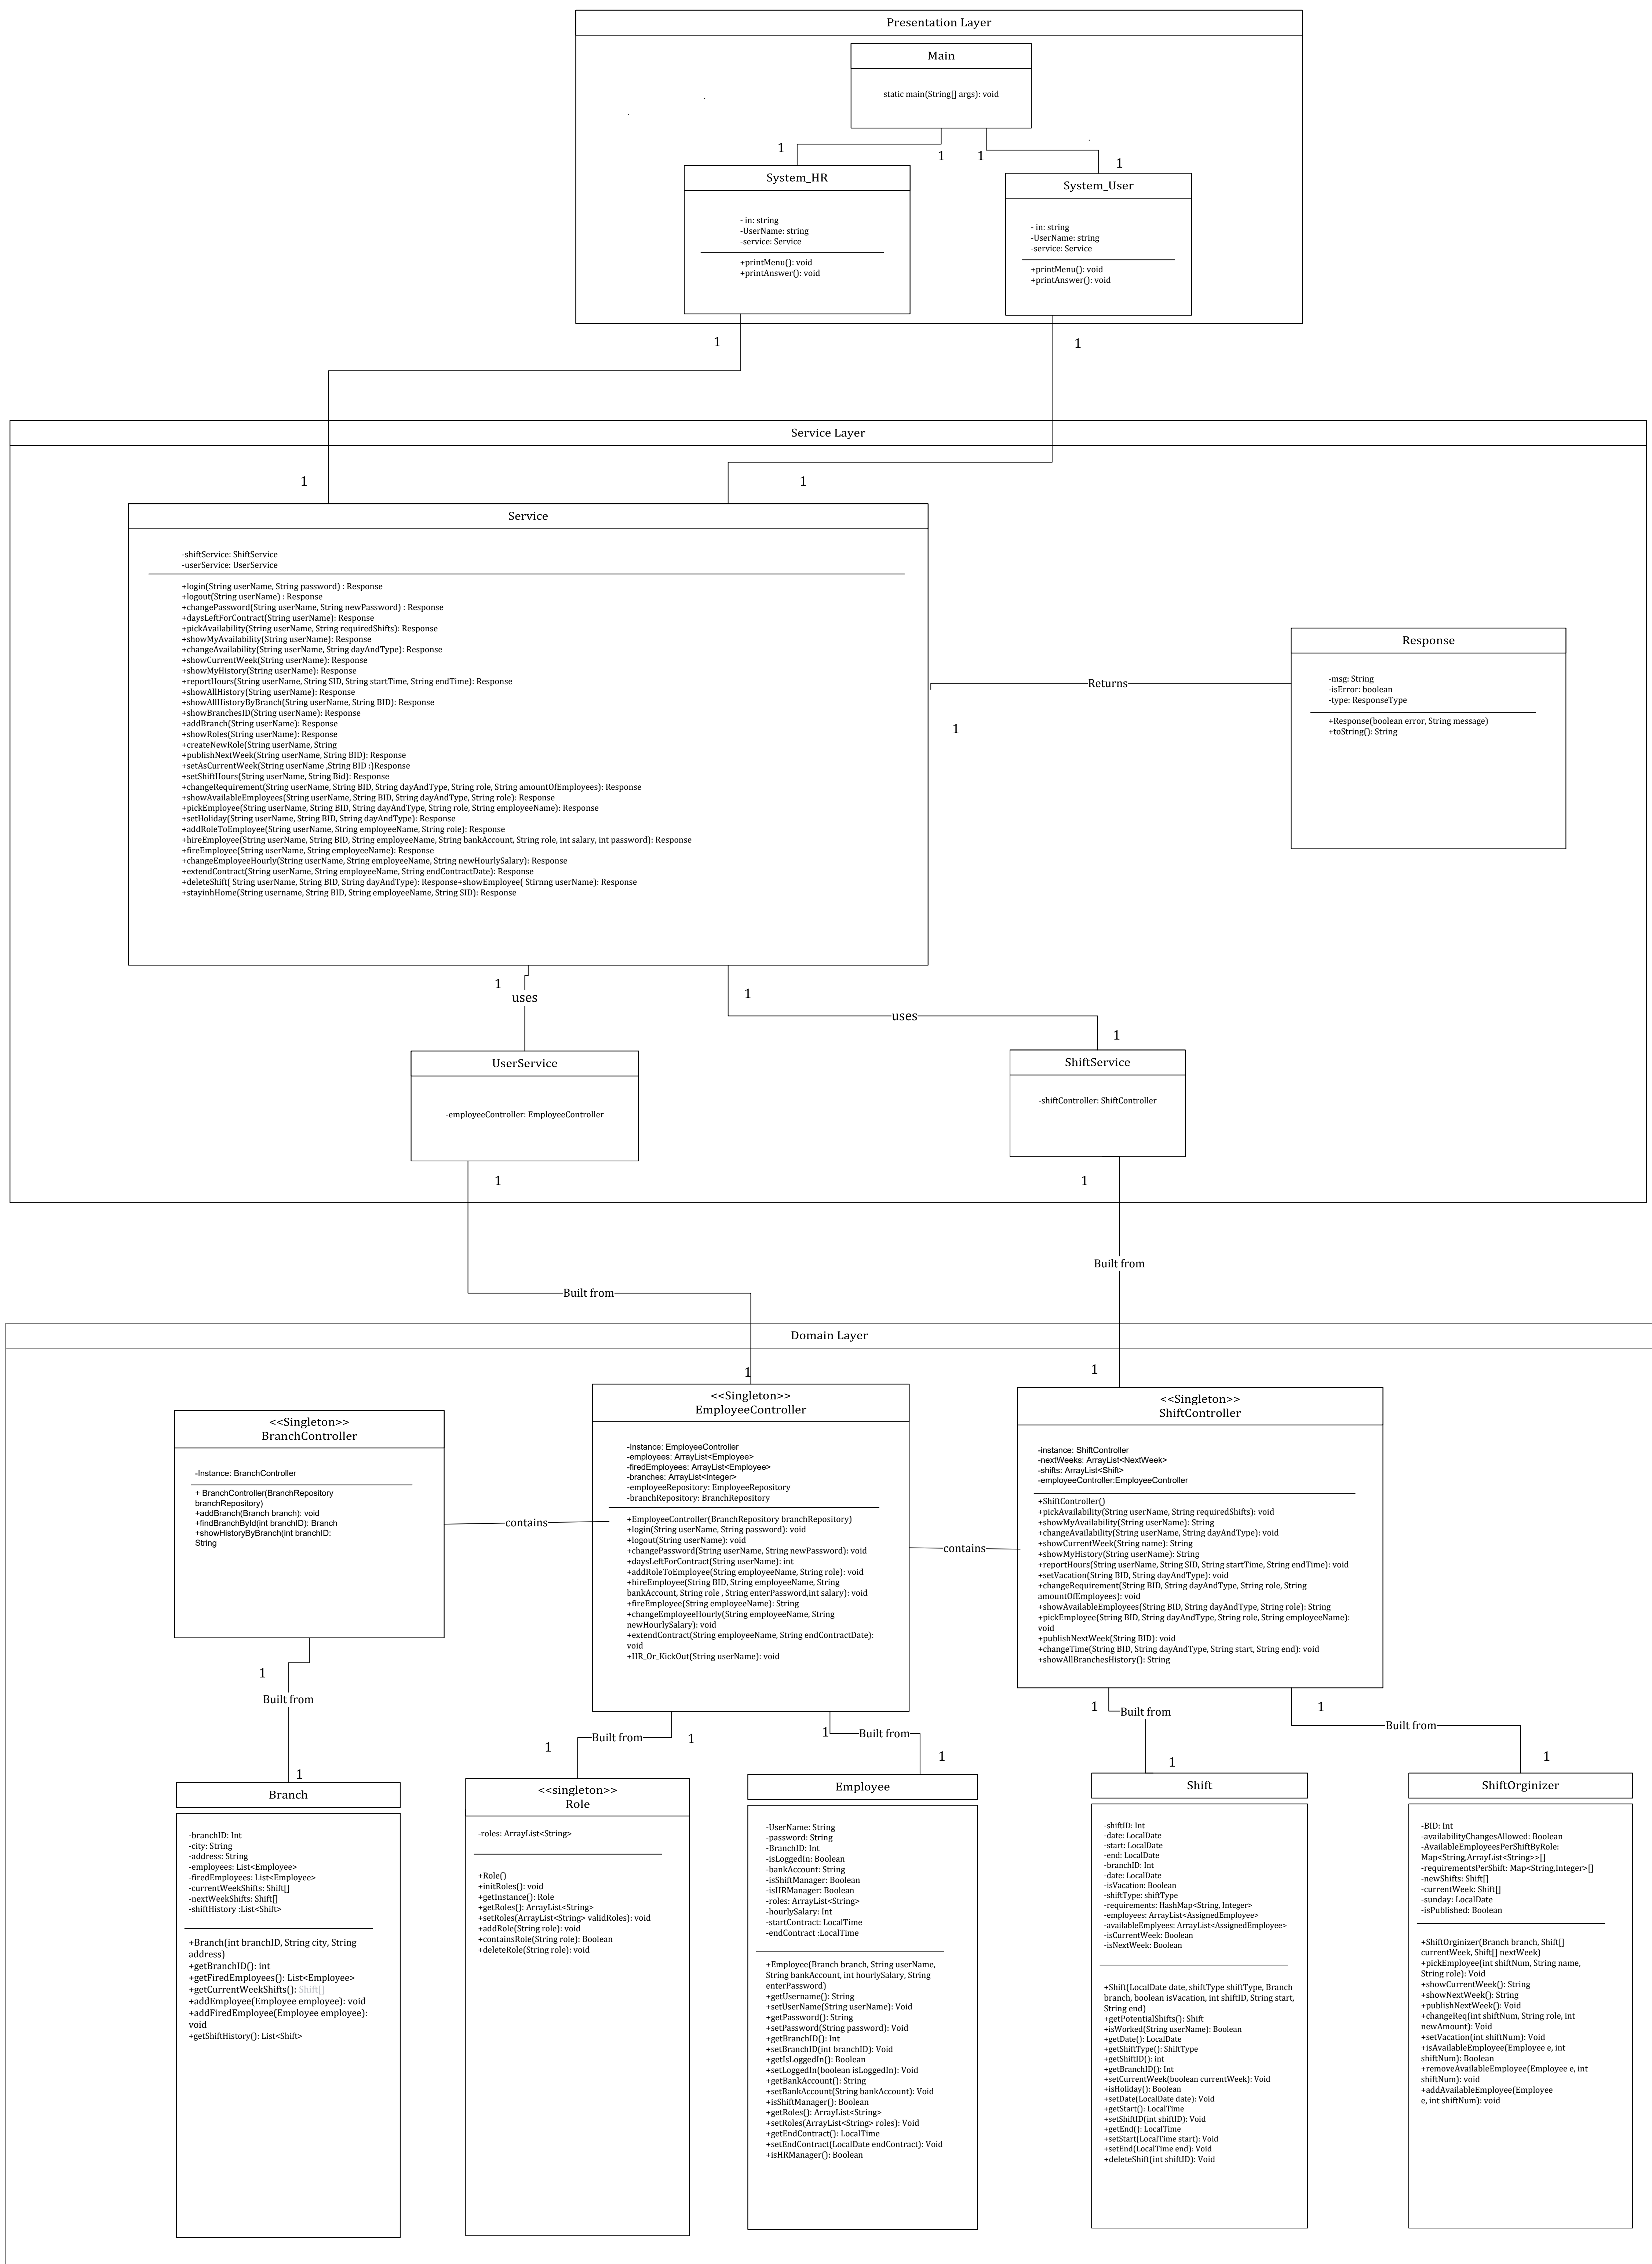 Presentation Layer
Main
static main(String[] args): void
1
1
1
1
System_HR
- in: string
-UserName: string
-service: Service
+printMenu(): void
+printAnswer(): void
System_User
- in: string
-UserName: string
-service: Service
+printMenu(): void
+printAnswer(): void
1
1
Service Layer
1
1
Service
-shiftService: ShiftService
-userService: UserService
+login(String userName, String password) : Response
+logout(String userName) : Response
+changePassword(String userName, String newPassword) : Response
+daysLeftForContract(String userName): Response
+pickAvailability(String userName, String requiredShifts): Response
+showMyAvailability(String userName): Response
+changeAvailability(String userName, String dayAndType): Response
+showCurrentWeek(String userName): Response
+showMyHistory(String userName): Response
+reportHours(String userName, String SID, String startTime, String endTime): Response
+showAllHistory(String userName): Response
+showAllHistoryByBranch(String userName, String BID): Response
+showBranchesID(String userName): Response
+addBranch(String userName): Response
+showRoles(String userName): Response
+createNewRole(String userName, String
+publishNextWeek(String userName, String BID): Response
+setAsCurrentWeek(String userName ,String BID :)Response
+setShiftHours(String userName, String Bid): Response
+changeRequirement(String userName, String BID, String dayAndType, String role, String amountOfEmployees): Response
+showAvailableEmployees(String userName, String BID, String dayAndType, String role): Response
+pickEmployee(String userName, String BID, String dayAndType, String role, String employeeName): Response
+setHoliday(String userName, String BID, String dayAndType): Response
+addRoleToEmployee(String userName, String employeeName, String role): Response
+hireEmployee(String userName, String BID, String employeeName, String bankAccount, String role, int salary, int password): Response
+fireEmployee(String userName, String employeeName): Response
+changeEmployeeHourly(String userName, String employeeName, String newHourlySalary): Response
+extendContract(String userName, String employeeName, String endContractDate): Response
+deleteShift( String userName, String BID, String dayAndType): Response+showEmployee( Stirnng userName): Response
+stayinhHome(String username, String BID, String employeeName, String SID): Response
Returns
1
Response
-msg: String
-isError: boolean
-type: ResponseType
+Response(boolean error, String message)
+toString(): String
1
uses
1
uses
1
UserService
-employeeController: EmployeeController
ShiftService
-shiftController: ShiftController
1
1
Built from
Built from
Domain Layer
1
1
<<Singleton>>
BranchController
-Instance: BranchController
+ BranchController(BranchRepository
branchRepository)
+addBranch(Branch branch): void
+findBranchById(int branchID): Branch
+showHistoryByBranch(int branchID:
String
contains
<<Singleton>>
EmployeeController
-Instance: EmployeeController
-employees: ArrayList<Employee>
-firedEmployees: ArrayList<Employee>
-branches: ArrayList<Integer>
-employeeRepository: EmployeeRepository
-branchRepository: BranchRepository
+EmployeeController(BranchRepository branchRepository)
+login(String userName, String password): void
+logout(String userName): void
+changePassword(String userName, String newPassword): void
+daysLeftForContract(String userName): int
+addRoleToEmployee(String employeeName, String role): void
+hireEmployee(String BID, String employeeName, String
bankAccount, String role , String enterPassword,int salary): void
+fireEmployee(String employeeName): String
+changeEmployeeHourly(String employeeName, String
newHourlySalary): void
+extendContract(String employeeName, String endContractDate):
void
+HR_Or_KickOut(String userName): void
contains
<<Singleton>>
ShiftController
-instance: ShiftController
-nextWeeks: ArrayList<NextWeek>
-shifts: ArrayList<Shift>
-employeeController:EmployeeController
+ShiftController()
+pickAvailability(String userName, String requiredShifts): void
+showMyAvailability(String userName): String
+changeAvailability(String userName, String dayAndType): void
+showCurrentWeek(String name): String
+showMyHistory(String userName): String
+reportHours(String userName, String SID, String startTime, String endTime): void
+setVacation(String BID, String dayAndType): void
+changeRequirement(String BID, String dayAndType, String role, String
amountOfEmployees): void
+showAvailableEmployees(String BID, String dayAndType, String role): String
+pickEmployee(String BID, String dayAndType, String role, String employeeName):
void
+publishNextWeek(String BID): void
+changeTime(String BID, String dayAndType, String start, String end): void
+showAllBranchesHistory(): String
1
Built from
1
1
Built from
1
1
Built from
1
1
Built from
1
1
Built from
1
Branch
-branchID: Int
-city: String
-address: String
-employees: List<Employee>
-firedEmployees: List<Employee>
-currentWeekShifts: Shift[]
-nextWeekShifts: Shift[]
-shiftHistory :List<Shift>
+Branch(int branchID, String city, String
address)
+getBranchID(): int
+getFiredEmployees(): List<Employee>
+getCurrentWeekShifts(): Shift[]
+addEmployee(Employee employee): void
+addFiredEmployee(Employee employee):
void
+getShiftHistory(): List<Shift>
<<singleton>>
Role
-roles: ArrayList<String>
+Role()
+initRoles(): void
+getInstance(): Role
+getRoles(): ArrayList<String>
+setRoles(ArrayList<String> validRoles): void
+addRole(String role): void
+containsRole(String role): Boolean
+deleteRole(String role): void
Employee
-UserName: String
-password: String
-BranchID: Int
-isLoggedIn: Boolean
-bankAccount: String
-isShiftManager: Boolean
-isHRManager: Boolean
-roles: ArrayList<String>
-hourlySalary: Int
-startContract: LocalTime
-endContract :LocalTime
+Employee(Branch branch, String userName,
String bankAccount, int hourlySalary, String
enterPassword)
+getUsername(): String
+setUserName(String userName): Void
+getPassword(): String
+setPassword(String password): Void
+getBranchID(): Int
+setBranchID(int branchID): Void
+getIsLoggedIn(): Boolean
+setLoggedIn(boolean isLoggedIn): Void
+getBankAccount(): String
+setBankAccount(String bankAccount): Void
+isShiftManager(): Boolean
+getRoles(): ArrayList<String>
+setRoles(ArrayList<String> roles): Void
+getEndContract(): LocalTime
+setEndContract(LocalDate endContract): Void
+isHRManager(): Boolean
Shift
-shiftID: Int
-date: LocalDate
-start: LocalDate
-end: LocalDate
-branchID: Int
-date: LocalDate
-isVacation: Boolean
-shiftType: shiftType
-requirements: HashMap<String, Integer>
-employees: ArrayList<AssignedEmployee>
-availableEmplyees: ArrayList<AssignedEmployee>
-isCurrentWeek: Boolean
-isNextWeek: Boolean
+Shift(LocalDate date, shiftType shiftType, Branch
branch, boolean isVacation, int shiftID, String start,
String end)
+getPotentialShifts(): Shift
+isWorked(String userName): Boolean
+getDate(): LocalDate
+getShiftType(): ShiftType
+getShiftID(): int
+getBranchID(): Int
+setCurrentWeek(boolean currentWeek): Void
+isHoliday(): Boolean
+setDate(LocalDate date): Void
+getStart(): LocalTime
+setShiftID(int shiftID): Void
+getEnd(): LocalTime
+setStart(LocalTime start): Void
+setEnd(LocalTime end): Void
+deleteShift(int shiftID): Void
ShiftOrginizer
-BID: Int
-availabilityChangesAllowed: Boolean
-AvailableEmployeesPerShiftByRole:
Map<String,ArrayList<String>>[]
-requirementsPerShift: Map<String,Integer>[]
-newShifts: Shift[]
-currentWeek: Shift[]
-sunday: LocalDate
-isPublished: Boolean
+ShiftOrginizer(Branch branch, Shift[]
currentWeek, Shift[] nextWeek)
+pickEmployee(int shiftNum, String name,
String role): Void
+showCurrentWeek(): String
+showNextWeek(): String
+publishNextWeek(): Void
+changeReq(int shiftNum, String role, int
newAmount): Void
+setVacation(int shiftNum): Void
+isAvailableEmployee(Employee e, int
shiftNum): Boolean
+removeAvailableEmployee(Employee e, int
shiftNum): void
+addAvailableEmployee(Employee
e, int shiftNum): void